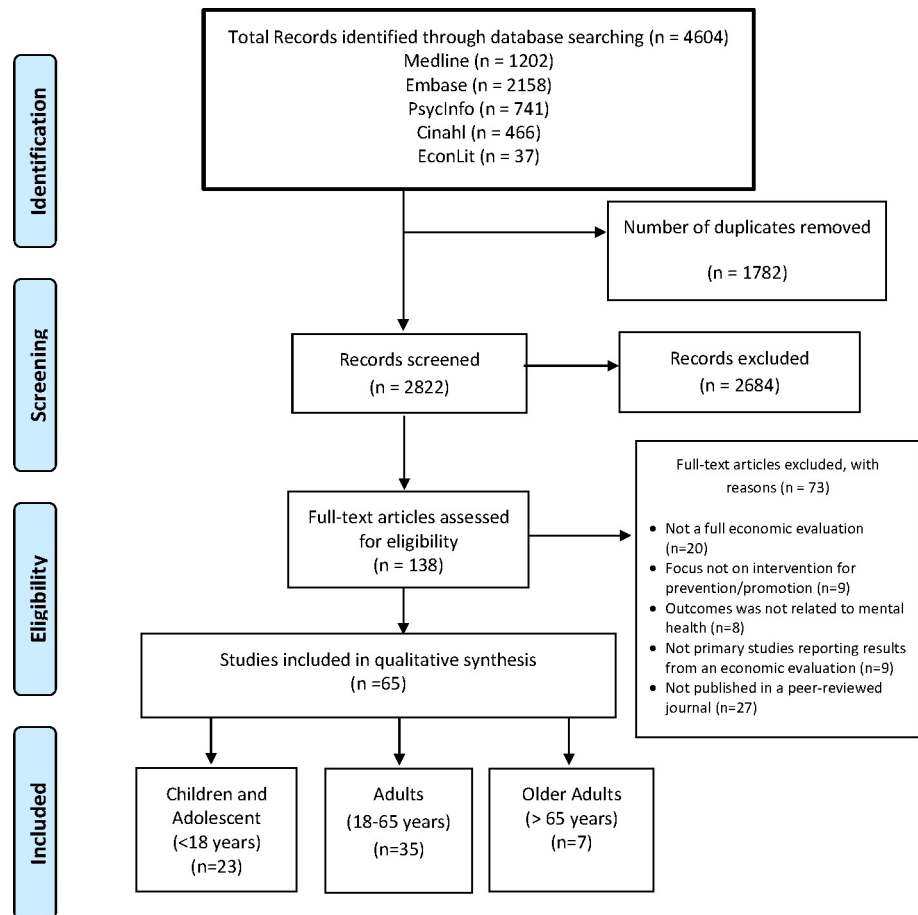 Identification
Total Records identified through database searching (n = 4604)
Medline (n = 1202)
Embase (n = 2158)
PsycInfo (n = 741)
Cinahl (n = 466)
EconLit (n = 37)
Number of duplicates removed
(n = 1782)
Screening
Records screened
(n = 2822)
Records excluded
(n = 2684)
Eligibility
Full-text articles assessed
for eligibility
(n = 138)
Full-text articles excluded, with
reasons (n = 73)
• Not a full economic evaluation
(n=20)
• Focus not on intervention for
prevention/promotion (n=9)
• Outcomes was not related to mental
health (n=8)
• Not primary studies reporting results
from an economic evaluation (n=9)
• Not published in a peer-reviewed
journal (n=27)
Studies included in qualitative synthesis
(n =65)
Included
Children and
Adolescent
(<18 years)
(n=23)
Adults
(18-65 years)
(n=35)
Older Adults
(> 65 years)
(n=7)